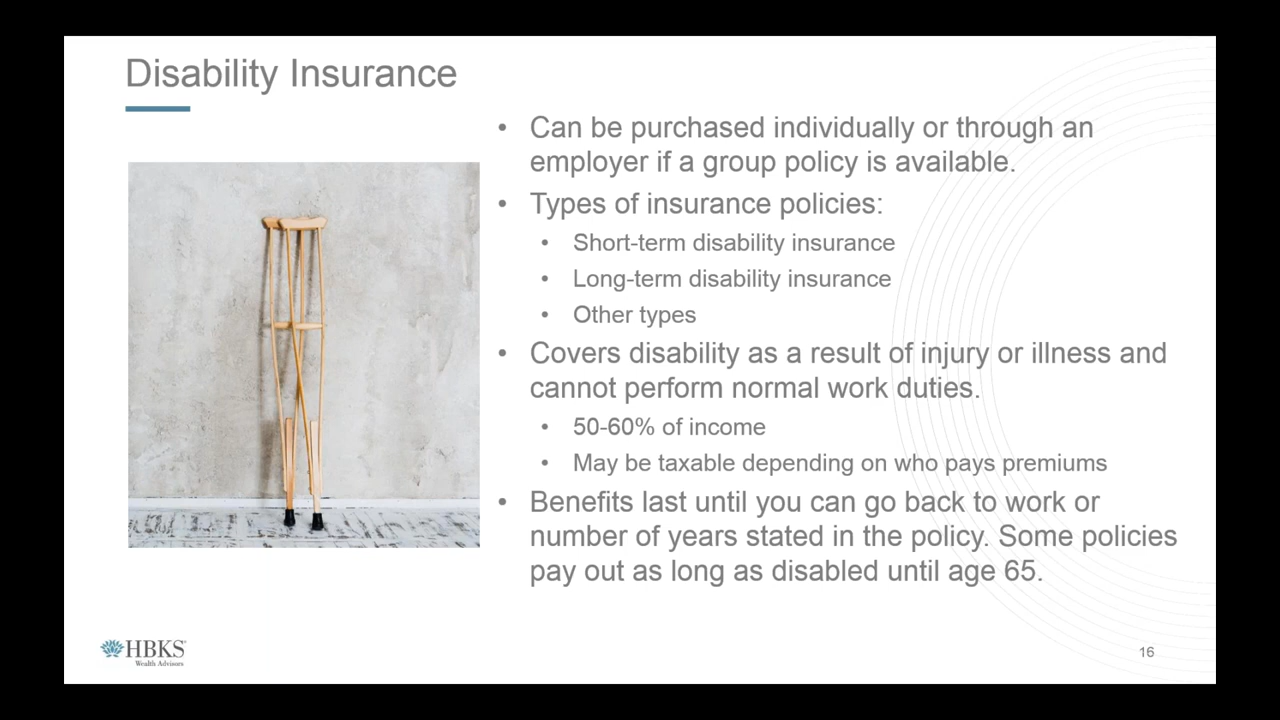 Disability Insurance
• Can be purchased individually or through an
employer if a group policy is available.
• Types of insurance policies:
• Short-term disability insurance
• Long-term disability insurance
• Other types
• Covers disability as a result of injury or illness and
cannot perform normal work duties.
• 50-60% of income
• May be taxable depending on who pays premiums
• Benefits last until you can go back to work or
number of years stated in the policy. Some policies
pay out as long as disabled until age 65.
HBKS®
Wealth Advisors
16